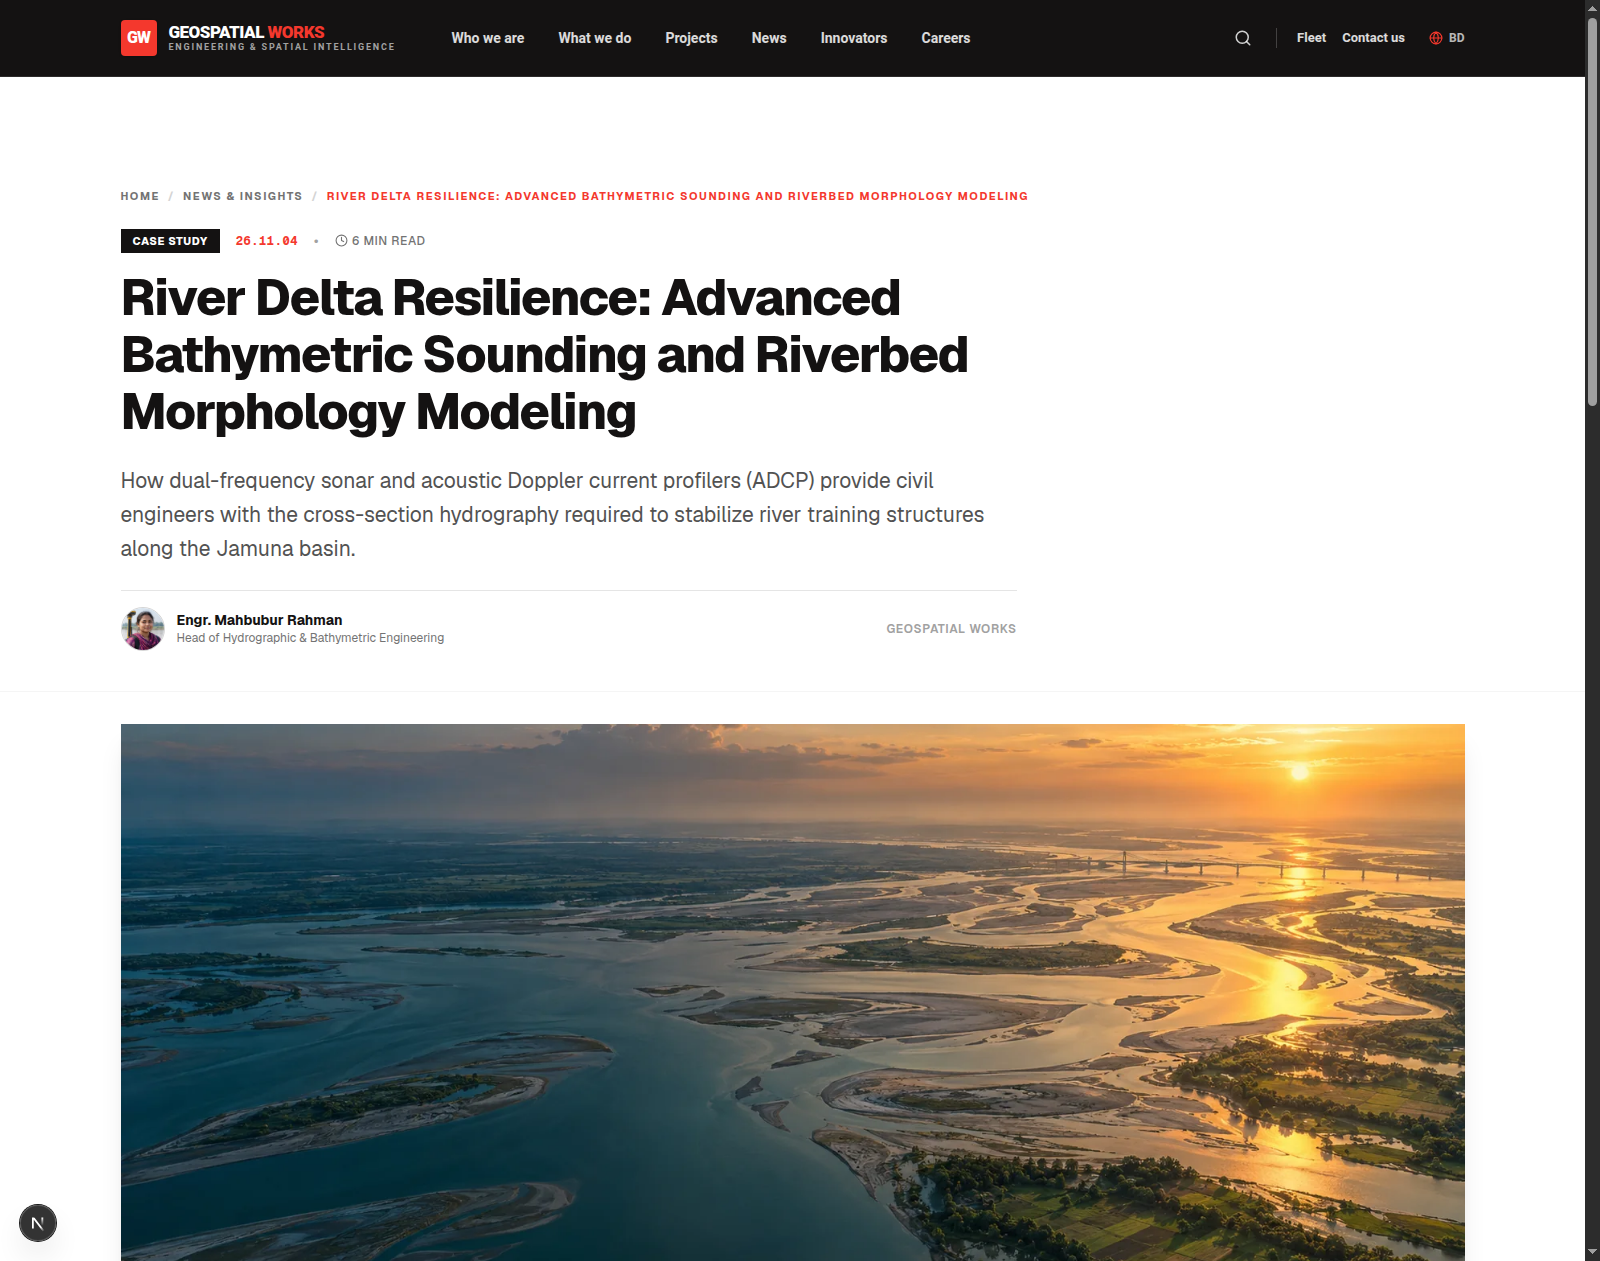 GW
GEOSPATIAL WORKS
ENGINEERING & SPATIAL INTELLIGENCE
Who we are
What we do
Projects
News
Innovators
Careers
Fleet
Contact us
BD
HOME / NEWS & INSIGHTS / RIVER DELTA RESILIENCE: ADVANCED BATHYMETRIC SOUNDING AND RIVERBED MORPHOLOGY MODELING
CASE STUDY
26.11.04 • 6 MIN READ
River Delta Resilience: Advanced
Bathymetric Sounding and Riverbed
Morphology Modeling
How dual-frequency sonar and acoustic Doppler current profilers (ADCP) provide civil
engineers with the cross-section hydrography required to stabilize river training structures
along the Jamuna basin.
Engr. Mahbubur Rahman
Head of Hydrographic & Bathymetric Engineering
GEOSPATIAL WORKS
N